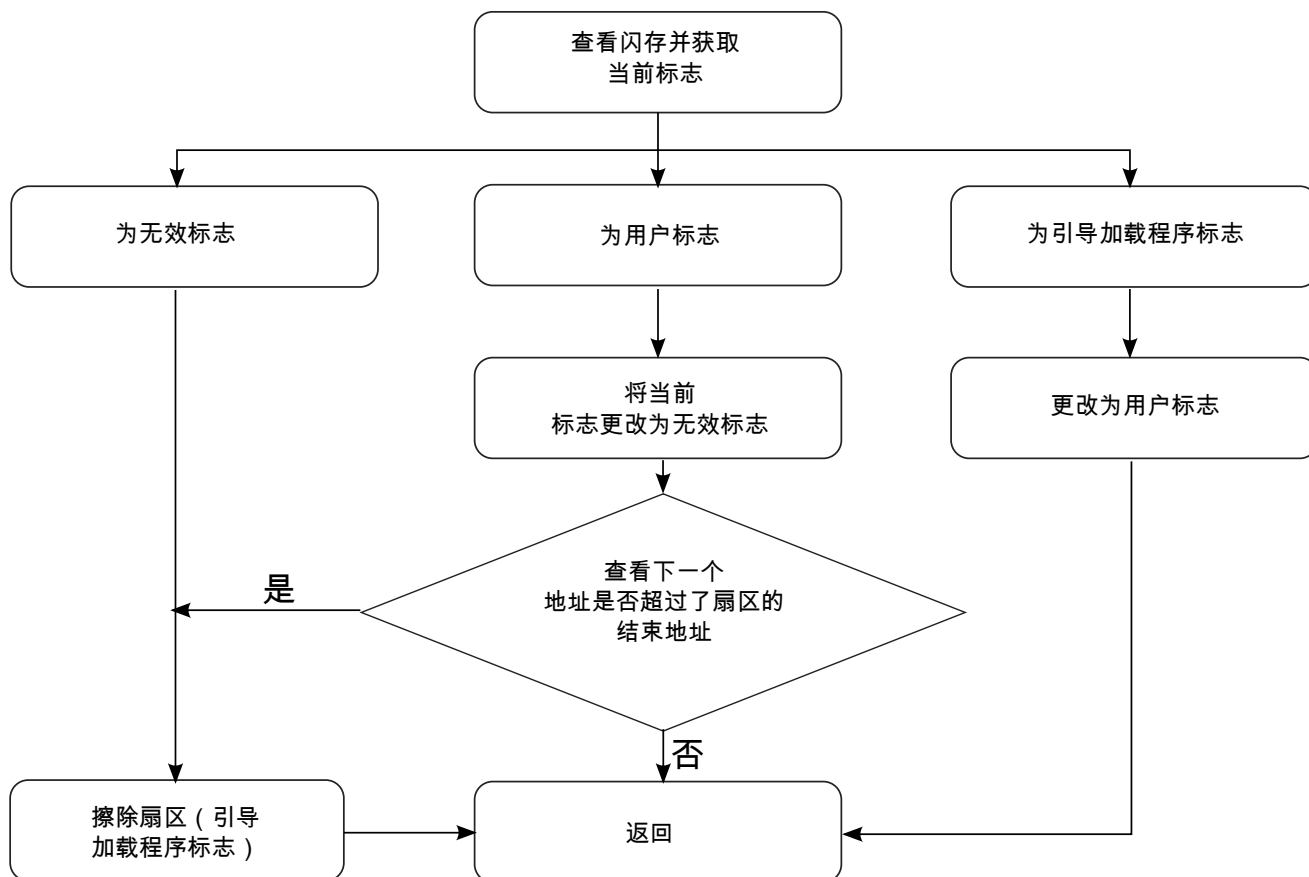 查看闪存并获取
当前标志
为无效标志
为用户标志
为引导加载程序标志
将当前
标志更改为无效标志
更改为用户标志
查看下一个
地址是否超过了扇区的
结束地址
是
否
擦除扇区（引导
加载程序标志）
返回